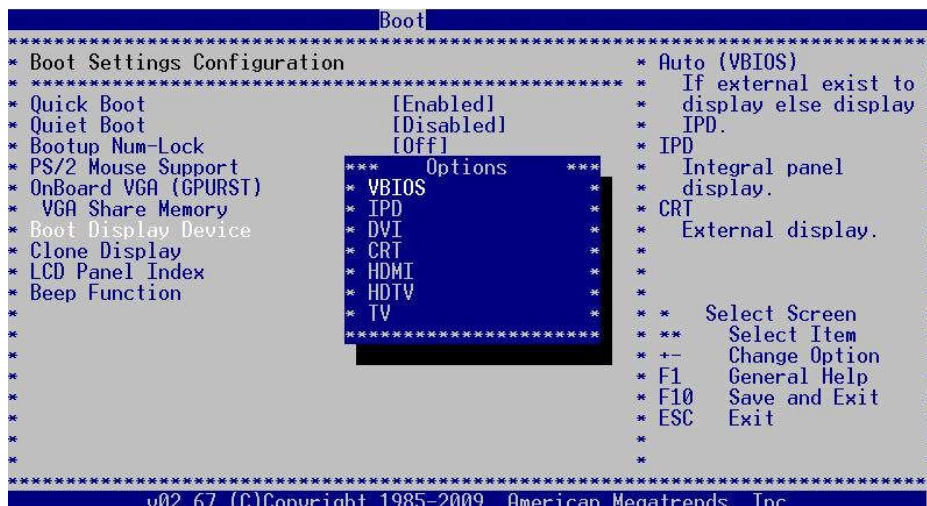 Boot
Boot Settings Configuration
Quick Boot [Enabled]
Quiet Boot [Disabled]
Bootup Num-Lock [Off]
PS/2 Mouse Support
OnBoard VGA (GPURST)
VGA Share Memory
Boot Display Device
Clone Display
LCD Panel Index
Beep Function
Options
VBIOS
IPD
DVI
CRT
HDMI
HDTV
TV
Auto (VBIOS)
If external exist to
display else display
IPD.
IPD
Integral panel
display.
CRT
External display.
* Select Screen
** Select Item
+- Change Option
F1 General Help
F10 Save and Exit
ESC Exit
v02.67 (C)Copyright 1985-2009, American Megatrends, Inc.